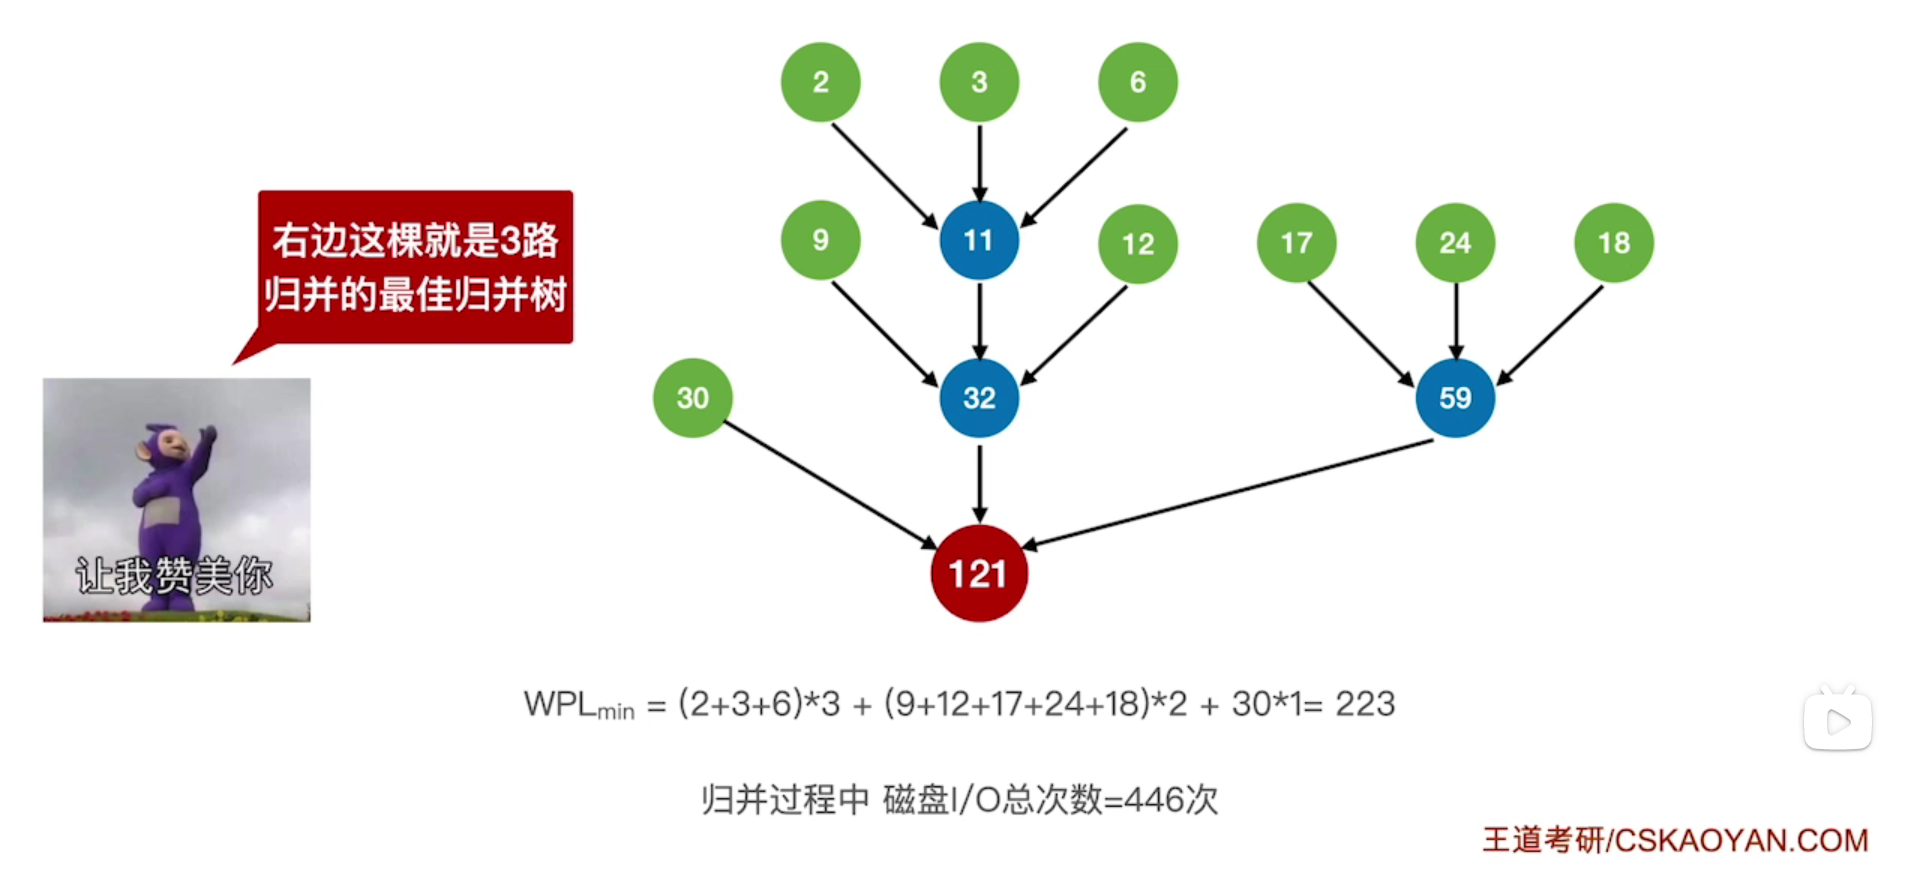 2
3
6
右边这棵就是3路
归并的最佳归并树
9
11
12
17
24
18
30
32
59
让我赞美你
121
WPLmin = (2+3+6)*3 + (9+12+17+24+18)*2 + 30*1= 223
归并过程中 磁盘I/O总次数=446次
王道考研/CSKAOYAN.COM